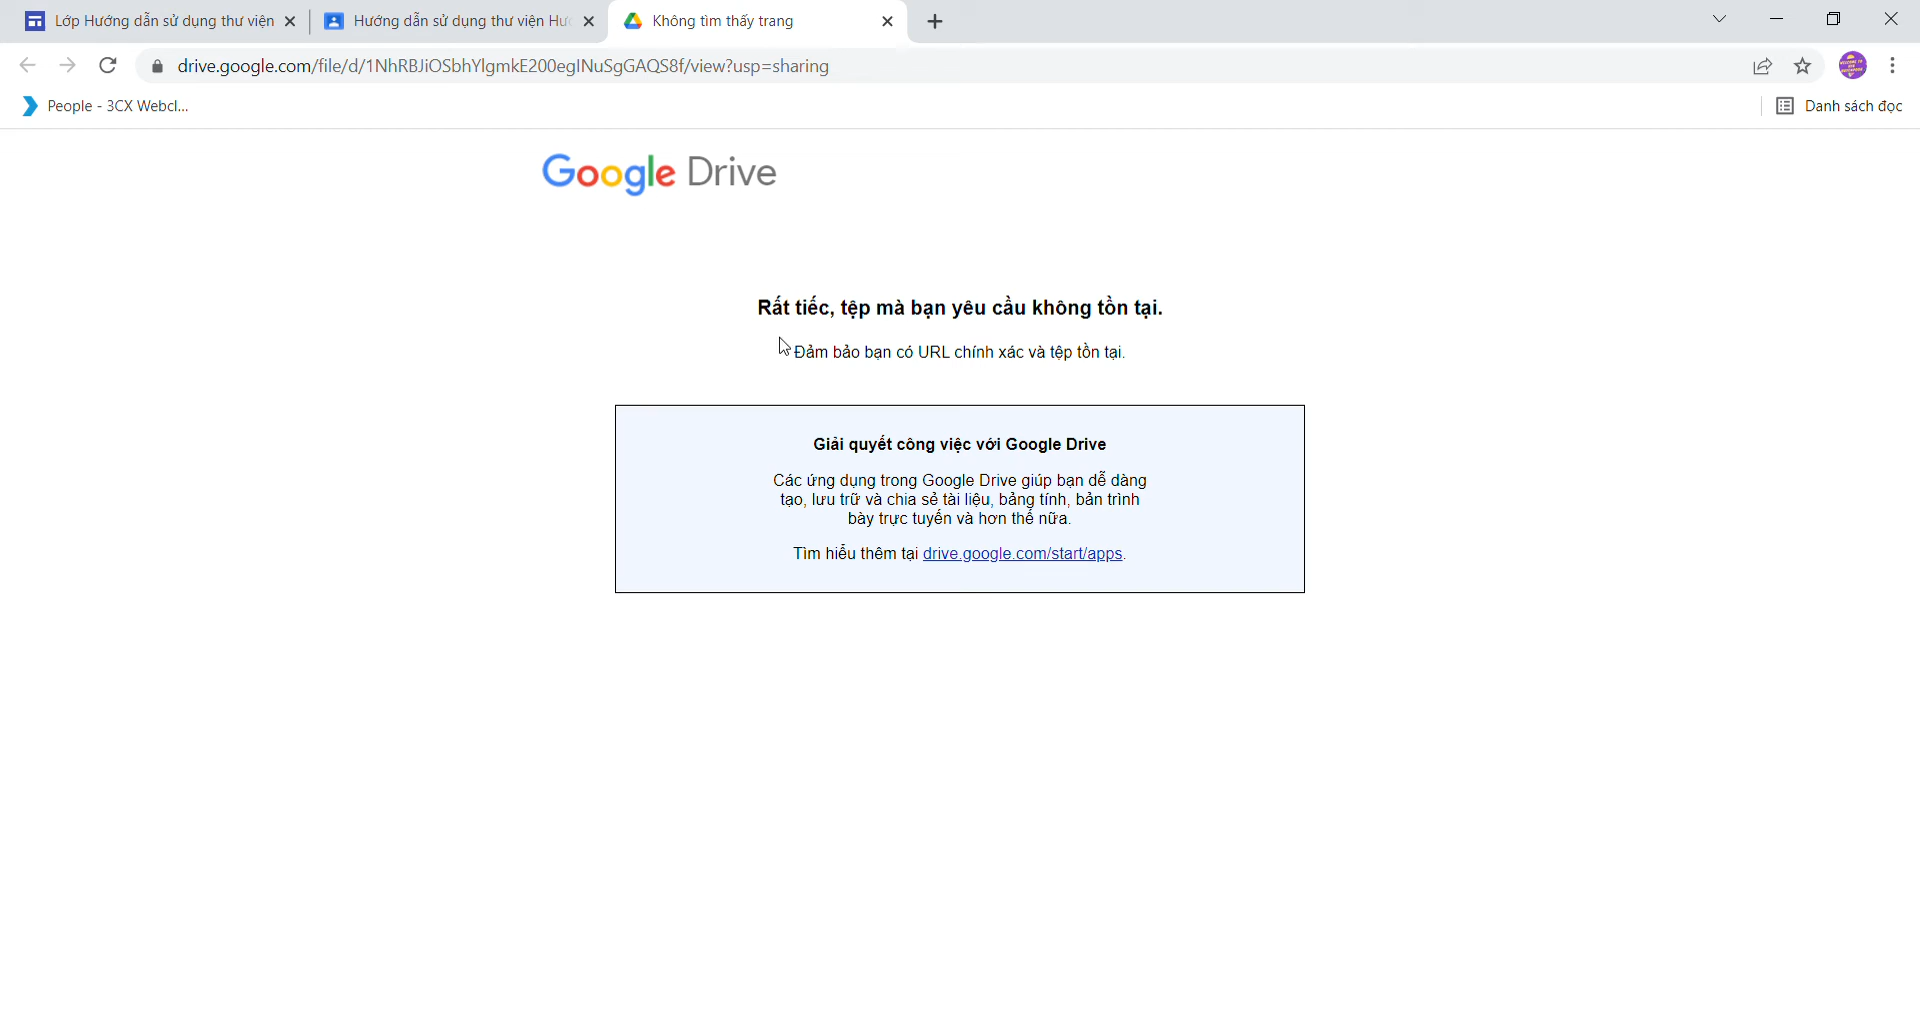 Lớp Hướng dẫn sử dụng thư viện
Hướng dẫn sử dụng thư viện
Không tìm thấy trang
drive.google.com/file/d/1NhRBJiOSbhYlgmkE200eglNuSgGAQS8f/view?usp=sharing
People - 3CX Webcl...
Danh sách đọc
Google Drive
Rất tiếc, tệp mà bạn yêu cầu không tồn tại.
Đảm bảo bạn có URL chính xác và tệp tồn tại.
Giải quyết công việc với Google Drive
Các ứng dụng trong Google Drive giúp bạn dễ dàng
tạo, lưu trữ và chia sẻ tài liệu, bảng tính, bản trình
bày trực tuyến và hơn thế nữa.
Tìm hiểu thêm tại drive.google.com/start/apps.